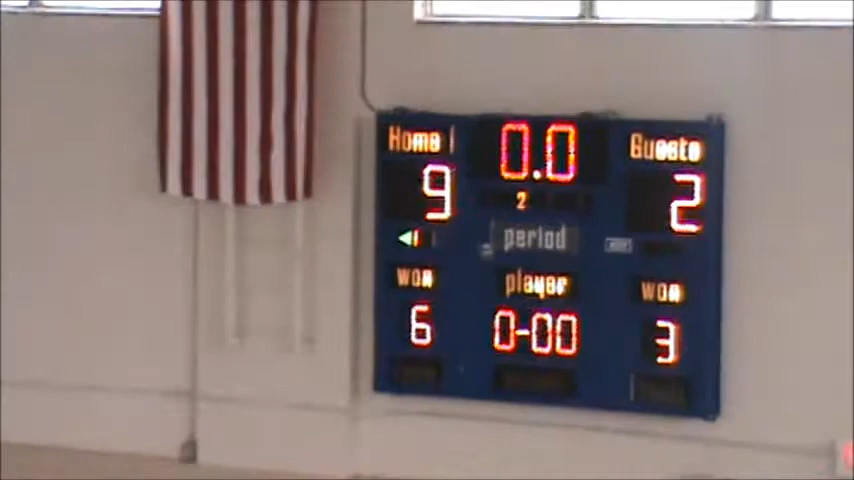 Home Guests
0.0
9 2
2
period
won player won
6 0-00 3